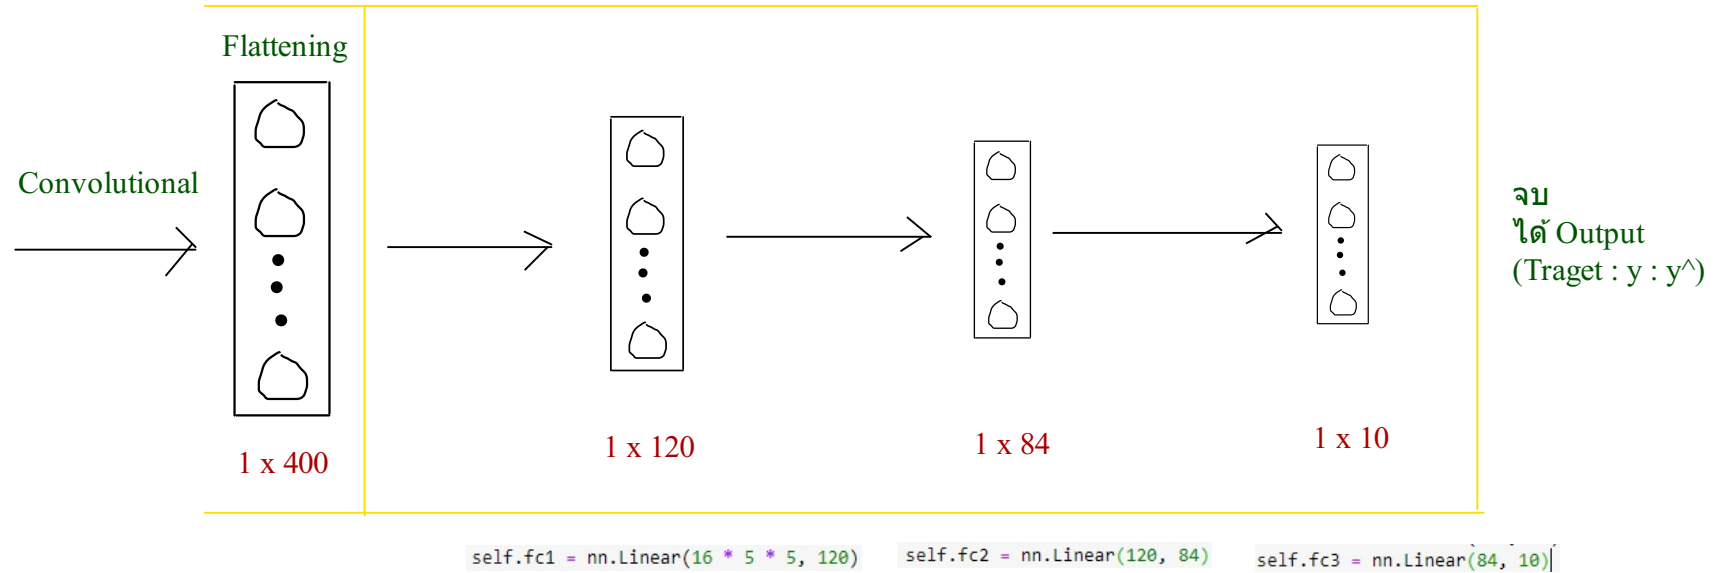 Flattening
Convolutional
จบ
ได้ Output
(Traget : y : y^)
1 x 400
1 x 120
1 x 84
1 x 10
self.fc1 = nn.Linear(16 * 5 * 5, 120)
self.fc2 = nn.Linear(120, 84)
self.fc3 = nn.Linear(84, 10)